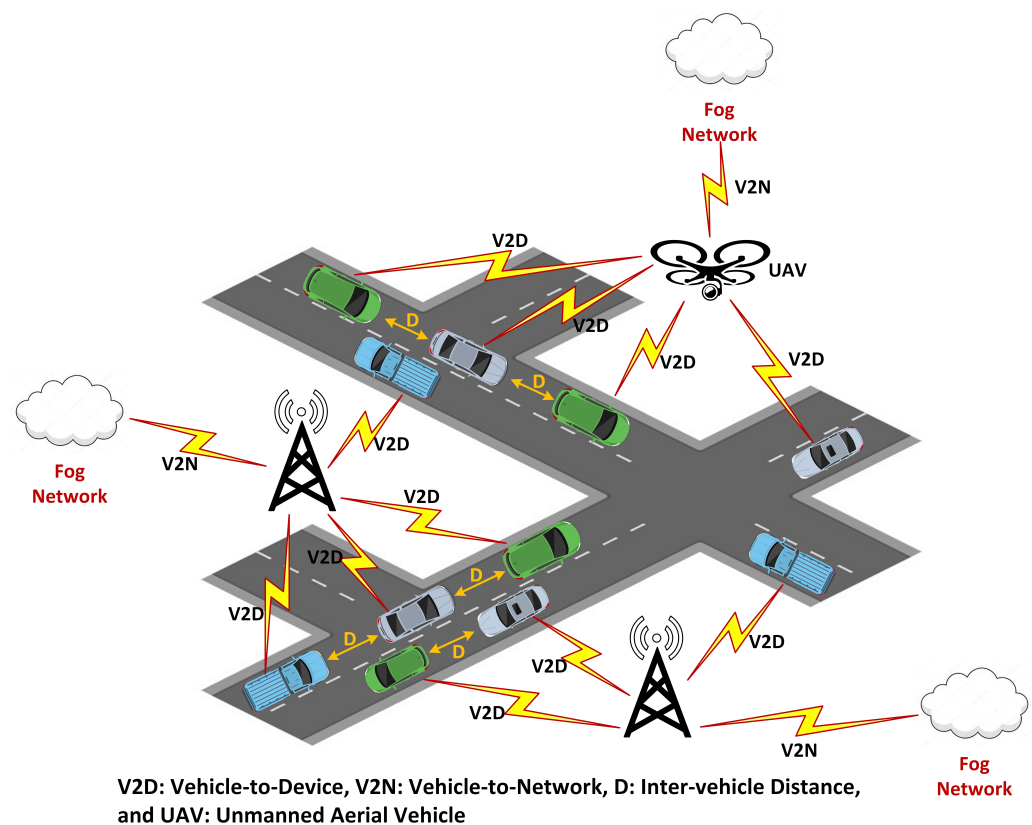 Fog
Network
V2N
V2D
UAV
D
V2D
V2D
V2D
D
V2D
V2N
Fog
Network
V2D
V2D
D
V2D
D
D
V2D
V2D
V2D
V2N
Fog
Network
V2D: Vehicle-to-Device, V2N: Vehicle-to-Network, D: Inter-vehicle Distance,
and UAV: Unmanned Aerial Vehicle